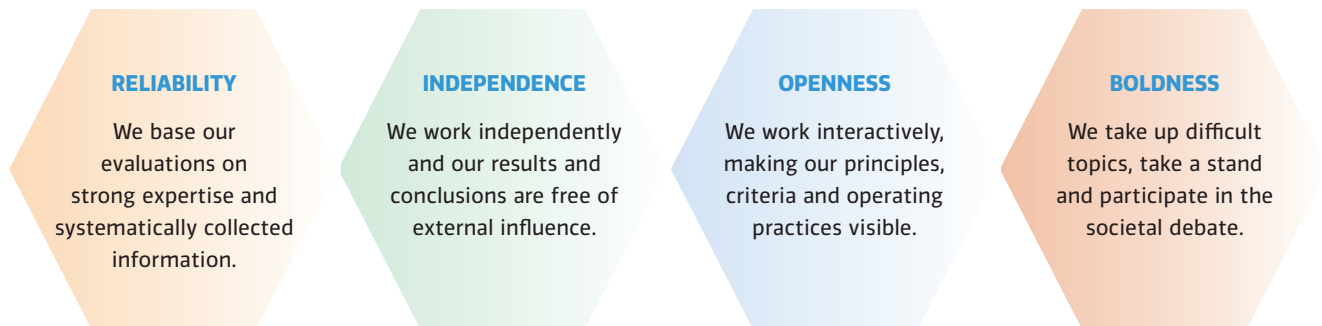 RELIABILITY
We base our
evaluations on
strong expertise and
systematically collected
information.
INDEPENDENCE
We work independently
and our results and
conclusions are free of
external influence.
OPENNESS
We work interactively,
making our principles,
criteria and operating
practices visible.
BOLDNESS
We take up difficult
topics, take a stand
and participate in the
societal debate.